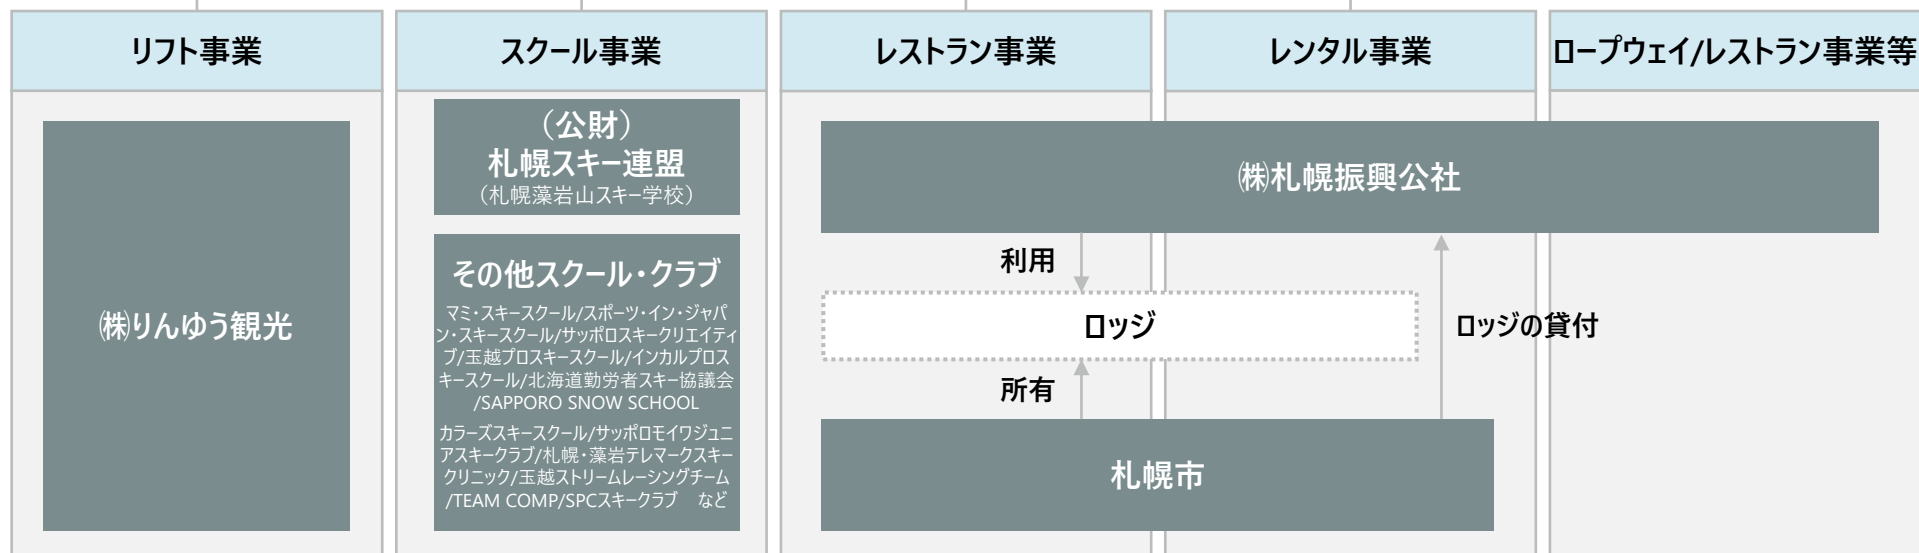 リフト事業
スクール事業
レストラン事業
レンタル事業
ロープウェイ/レストラン事業等
㈱りんゆう観光
（公財）
札幌スキー連盟
（札幌藻岩山スキー学校）
その他スクール・クラブ
マミ・スキースクール/スポーツ・イン・ジャパ
ン・スキースクール/サッポロスキークリエイティ
ブ/玉越プロスキースクール/インカルプロス
キースクール/北海道勤労者スキー協議会
/SAPPORO SNOW SCHOOL
カラーズスキースクール/サッポロモイワジュニ
アスキークラブ/札幌・藻岩テレマークスキー
クリニック/玉越ストリームレーシングチーム
/TEAM COMP/SPCスキークラブ　など
㈱札幌振興公社
利用
ロッジ
ロッジの貸付
所有
札幌市